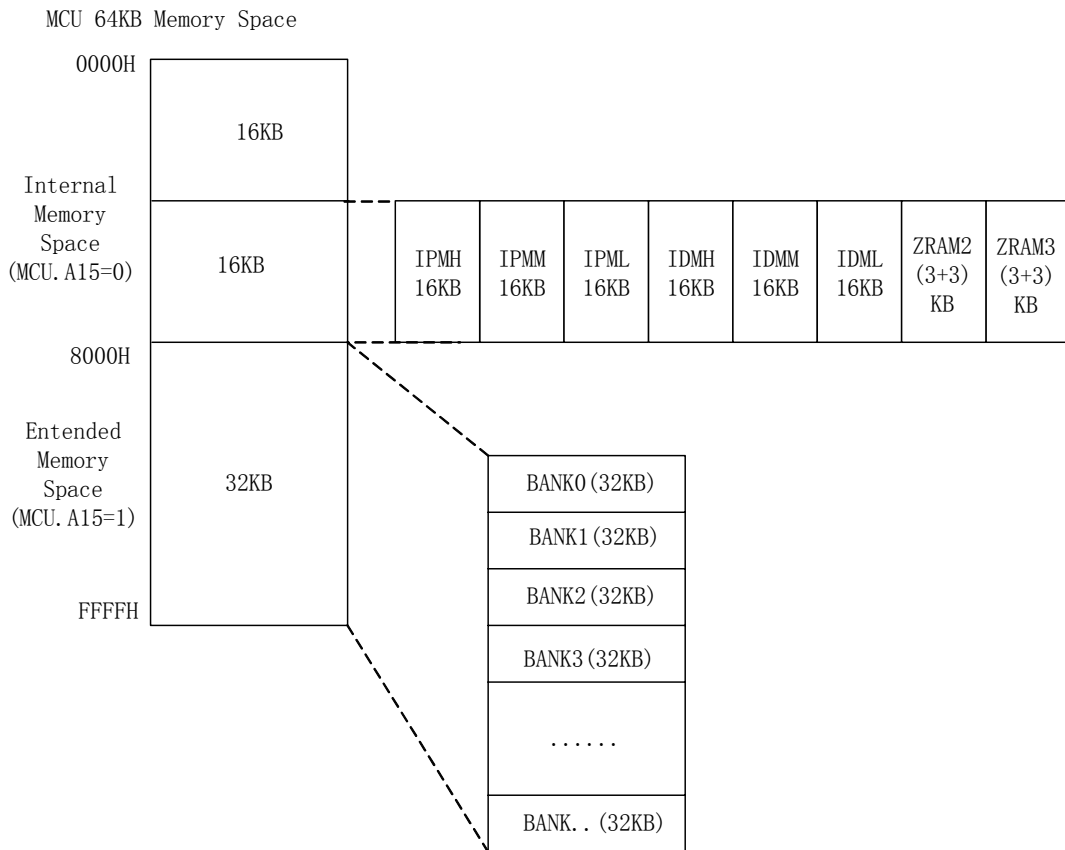 MCU 64KB Memory Space
0000H
16KB
Internal
Memory
Space
(MCU.A15=0)
16KB
IPMH
16KB
IPMM
16KB
IPML
16KB
IDMH
16KB
IDMM
16KB
IDML
16KB
ZRAM2
(3+3)
KB
ZRAM3
(3+3)
KB
8000H
Entended
Memory
Space
(MCU.A15=1)
32KB
FFFFH
BANK0(32KB)
BANK1(32KB)
BANK2(32KB)
BANK3(32KB)
......
BANK..(32KB)